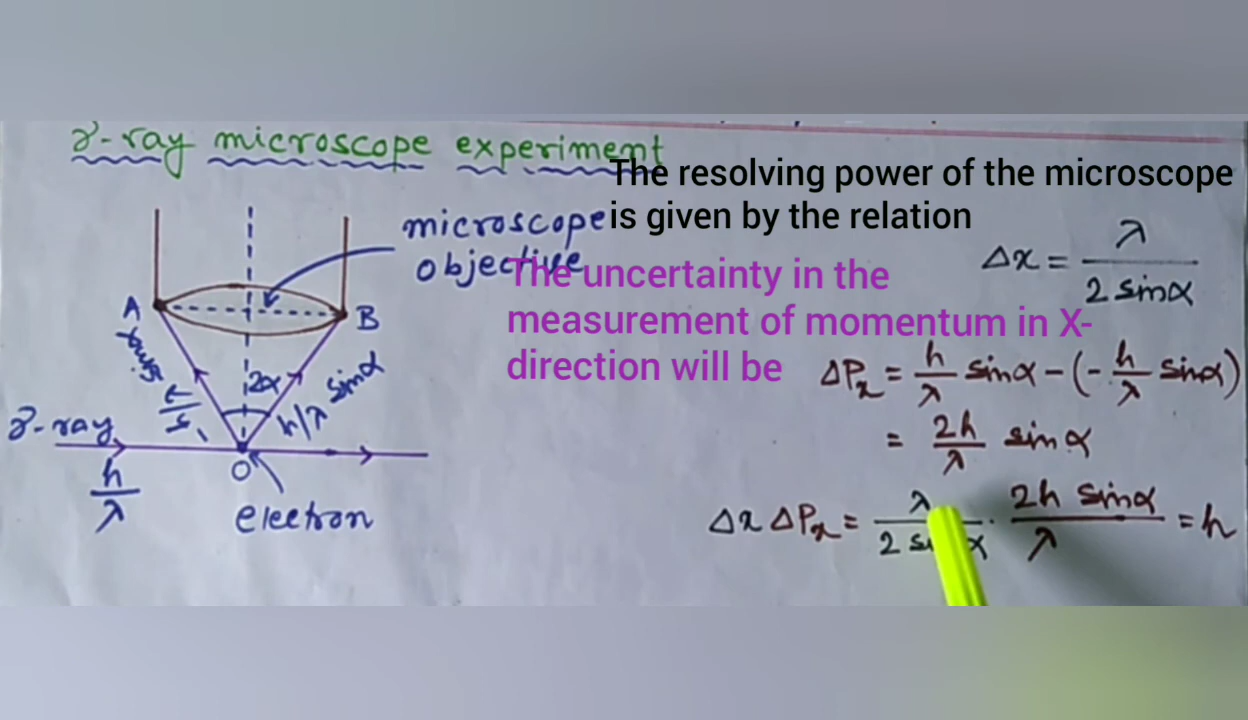 γ-ray microscope experiment
The resolving power of the microscope
is given by the relation
Δx = λ / 2 sinα
microscope
objective
The uncertainty in the
measurement of momentum in X-
direction will be
A
B
2α
h/λ sinα
h/λ sinα
γ-ray
h/λ
O
electron
ΔPx = h/λ sinα - (- h/λ sinα)
= 2h/λ sinα
Δx ΔPx = λ / 2 sinα · 2h sinα / λ = h